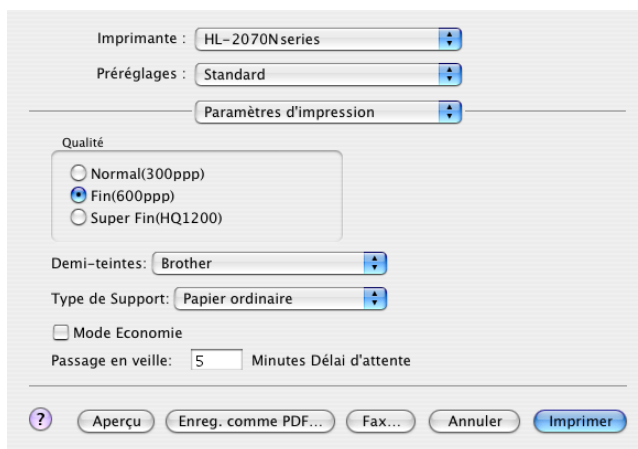 Imprimante : HL-2070N series
Préréglages : Standard
Paramètres d'impression
Qualité
Normal(300ppp)
Fin(600ppp)
Super Fin(HQ1200)
Demi-teintes: Brother
Type de Support: Papier ordinaire
Mode Economie
Passage en veille: 5 Minutes Délai d'attente
? Aperçu Enreg. comme PDF... Fax... Annuler Imprimer